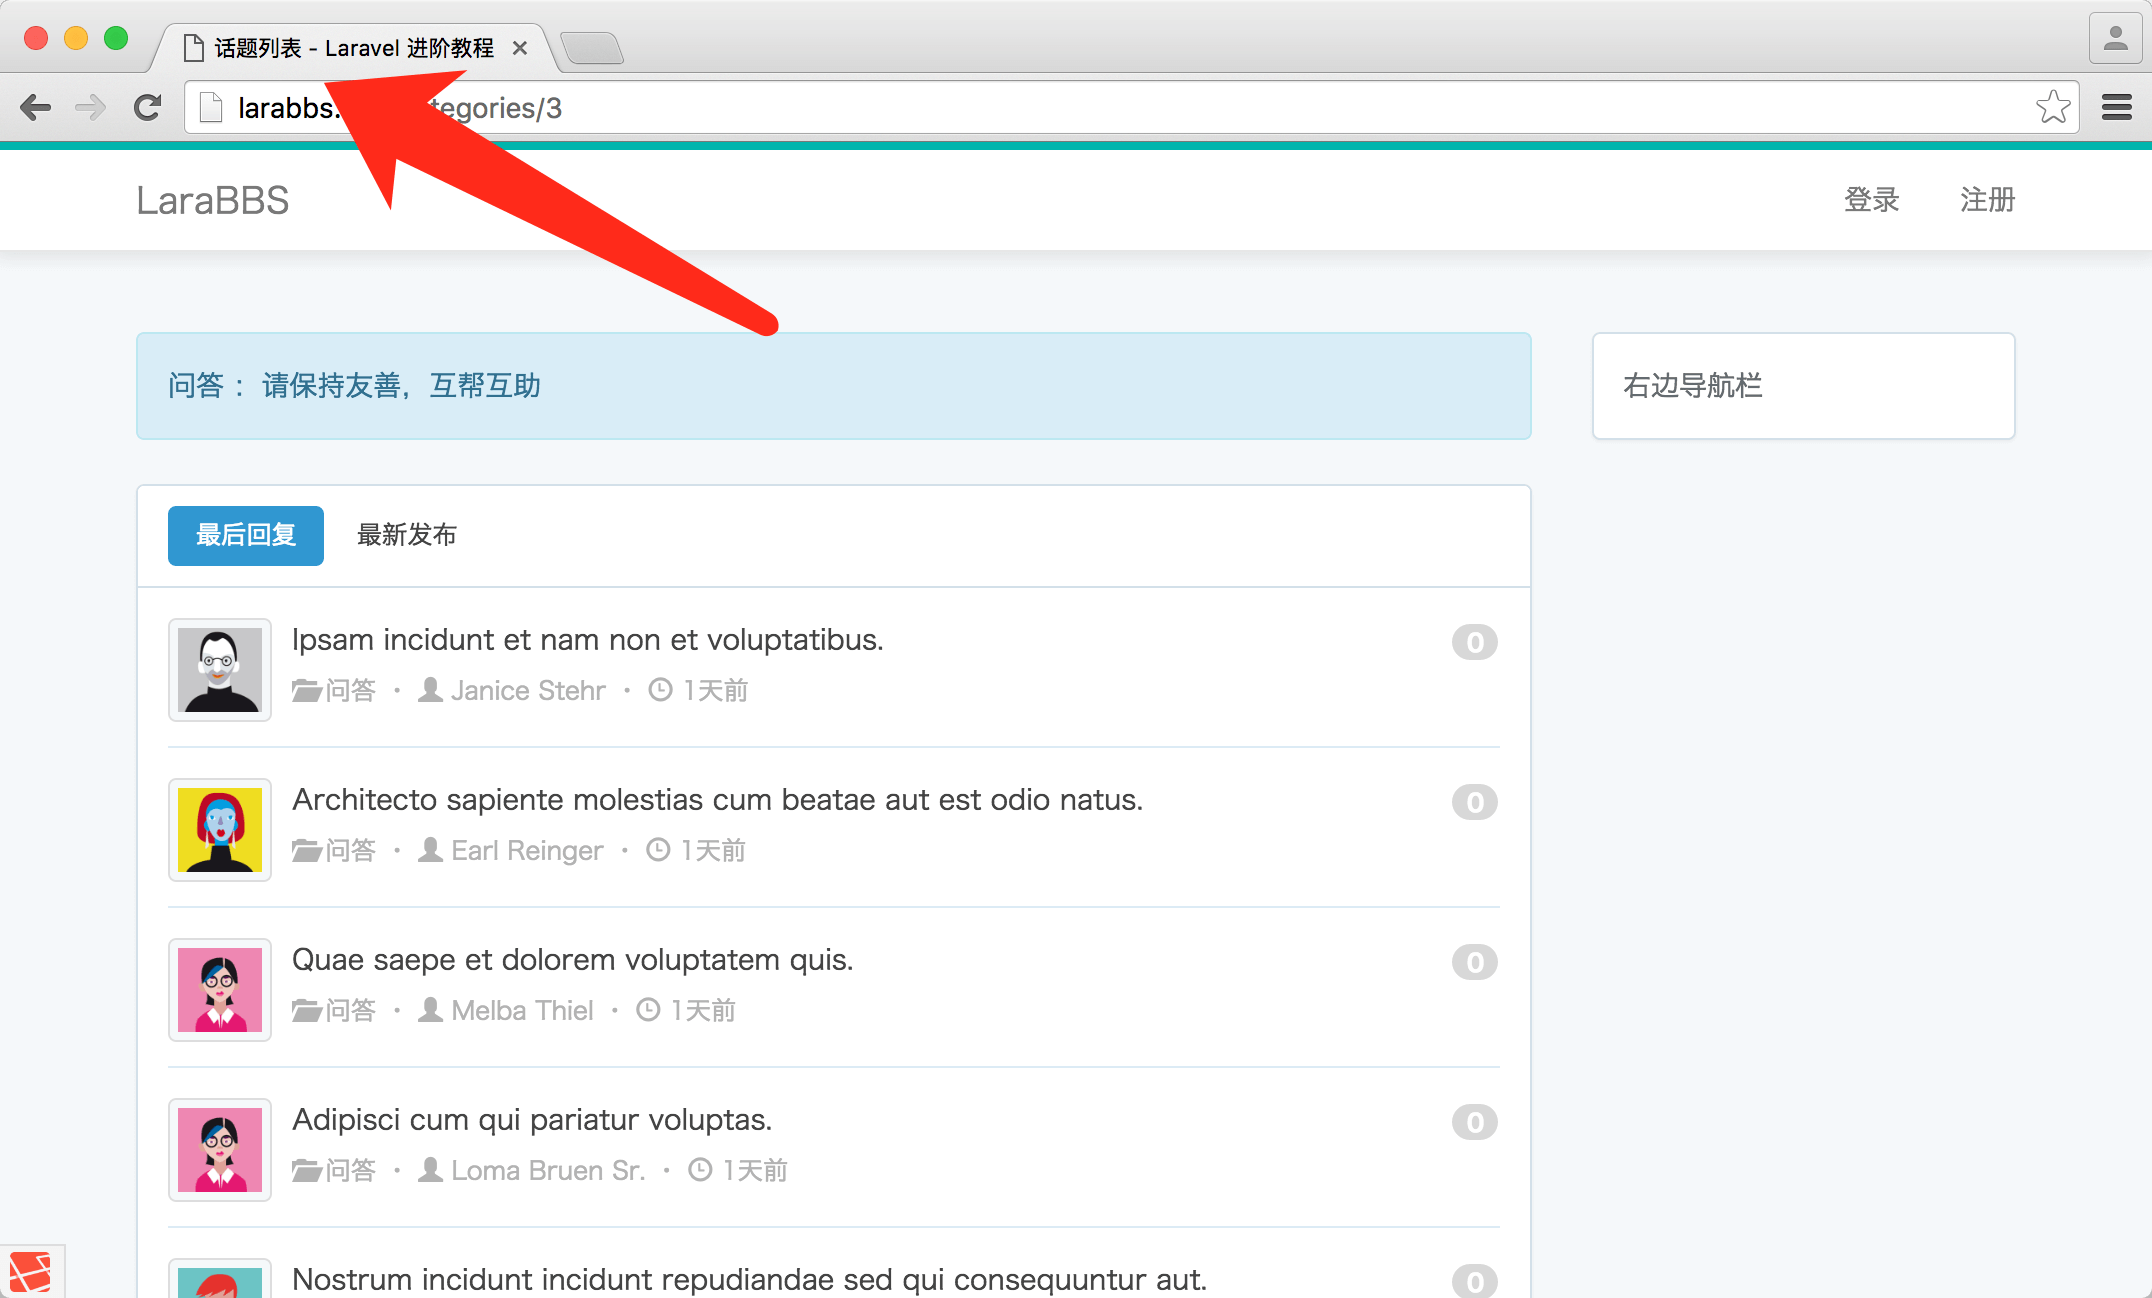 话题列表 - Laravel 进阶教程
larabbs. tegories/3
LaraBBS
登录
注册
问答 : 请保持友善，互帮互助
右边导航栏
最后回复
最新发布
Ipsam incidunt et nam non et voluptatibus.
0
问答 • Janice Stehr • 1天前
Architecto sapiente molestias cum beatae aut est odio natus.
0
问答 • Earl Reinger • 1天前
Quae saepe et dolorem voluptatem quis.
0
问答 • Melba Thiel • 1天前
Adipisci cum qui pariatur voluptas.
0
问答 • Loma Bruen Sr. • 1天前
Nostrum incidunt incidunt repudiandae sed qui consequuntur aut.
0